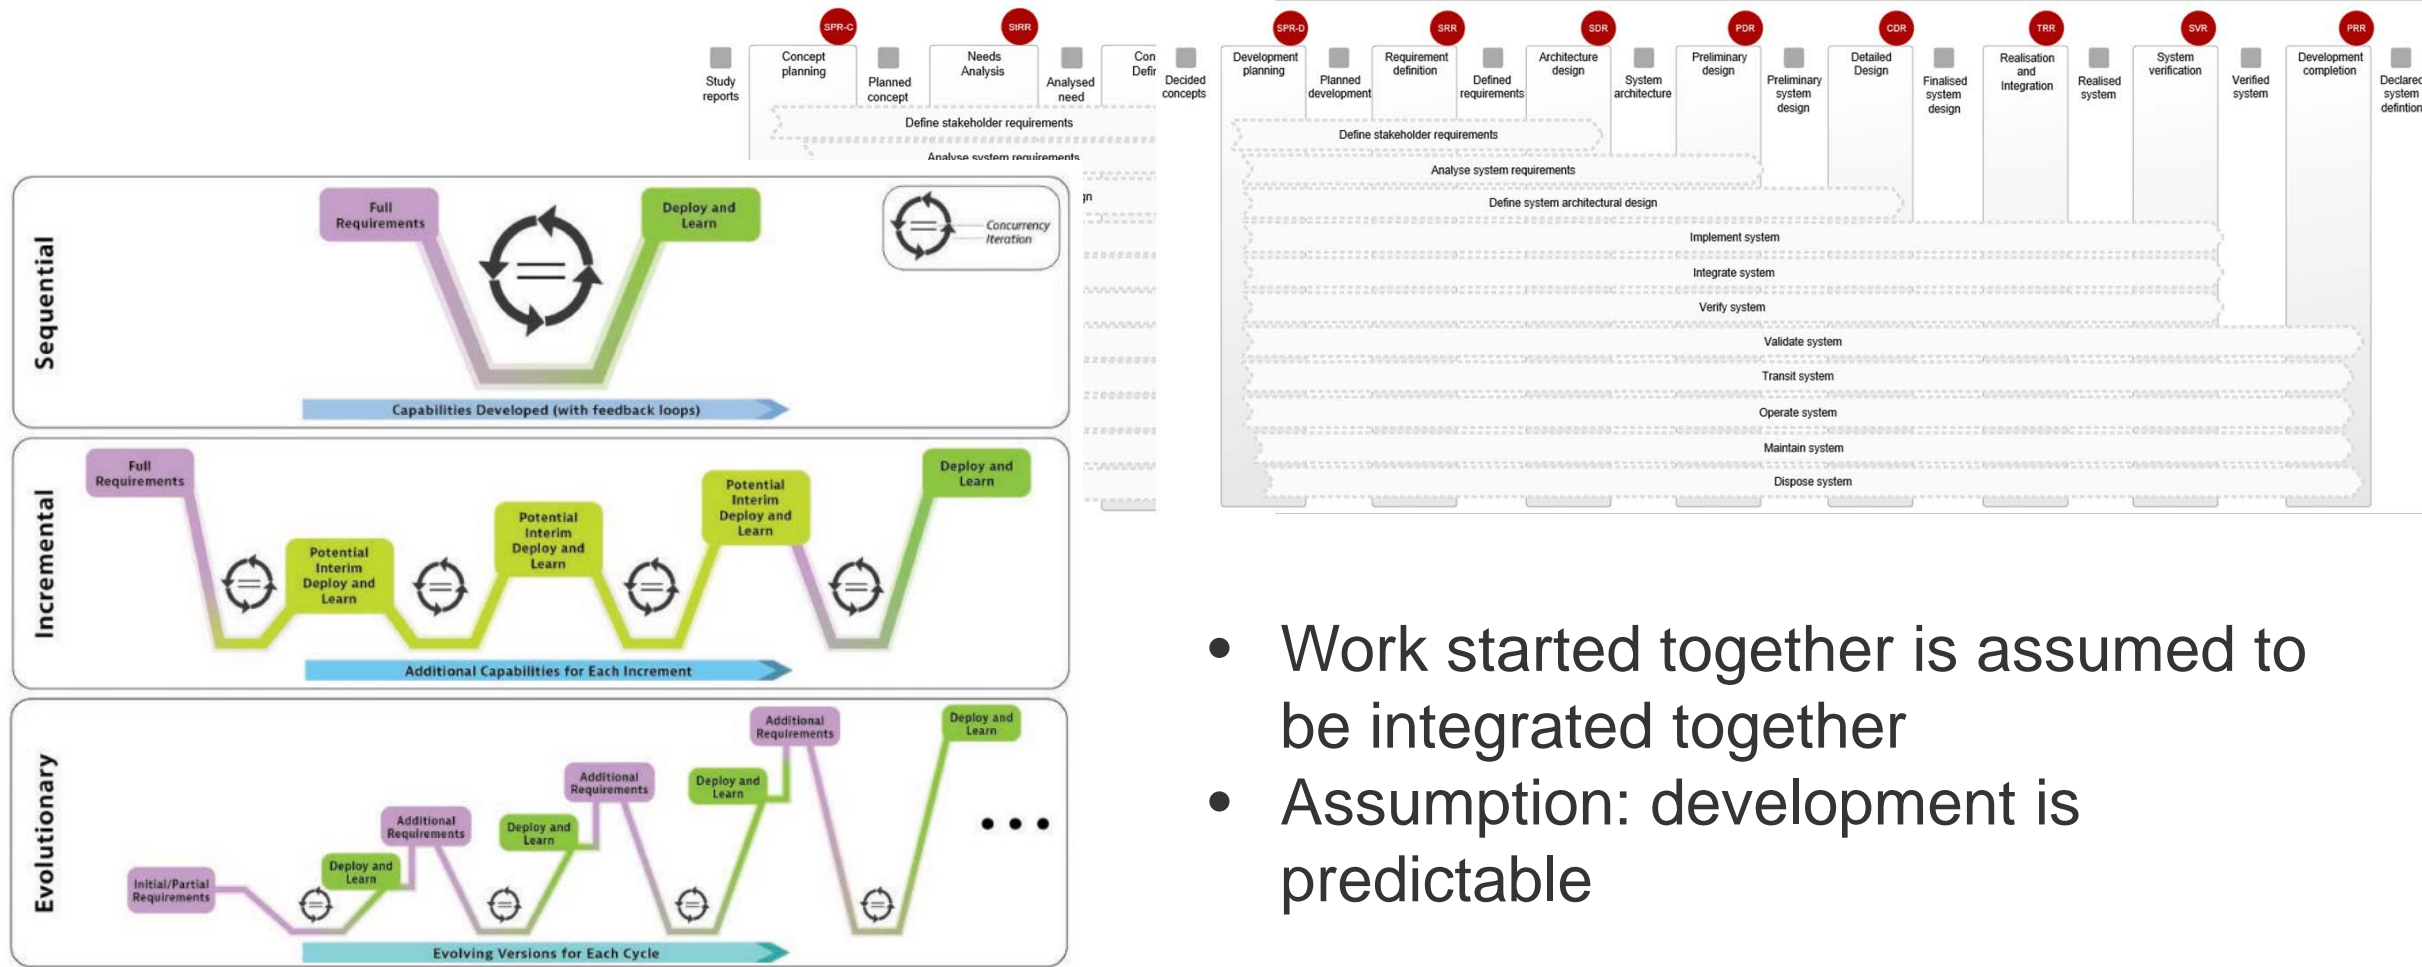 SPR-C
StRR
SPR-D
SRR
SDR
PDR
CDR
TRR
SVR
PRR
Study
reports
Concept
planning
Planned
concept
Needs
Analysis
Analysed
need
Con
Defir
Decided
concepts
Development
planning
Planned
development
Requirement
definition
Defined
requirements
Architecture
design
System
architecture
Preliminary
design
Preliminary
system
design
Detailed
Design
Finalised
system
design
Realisation
and
Integration
Realised
system
System
verification
Verified
system
Development
completion
Declared
system
defintion
Define stakeholder requirements
Analyse system requirements
gn
Define stakeholder requirements
Analyse system requirements
Define system architectural design
Implement system
Integrate system
Verify system
Validate system
Transit system
Operate system
Maintain system
Dispose system
Sequential
Full
Requirements
Deploy and
Learn
Concurrency
Iteration
Capabilities Developed (with feedback loops)
Incremental
Full
Requirements
Potential
Interim
Deploy and
Learn
Potential
Interim
Deploy and
Learn
Potential
Interim
Deploy and
Learn
Deploy and
Learn
Additional Capabilities for Each Increment
Evolutionary
Initial/Partial
Requirements
Deploy and
Learn
Additional
Requirements
Deploy and
Learn
Additional
Requirements
Deploy and
Learn
Additional
Requirements
Deploy and
Learn
• • •
Evolving Versions for Each Cycle
• Work started together is assumed to
be integrated together
• Assumption: development is
predictable